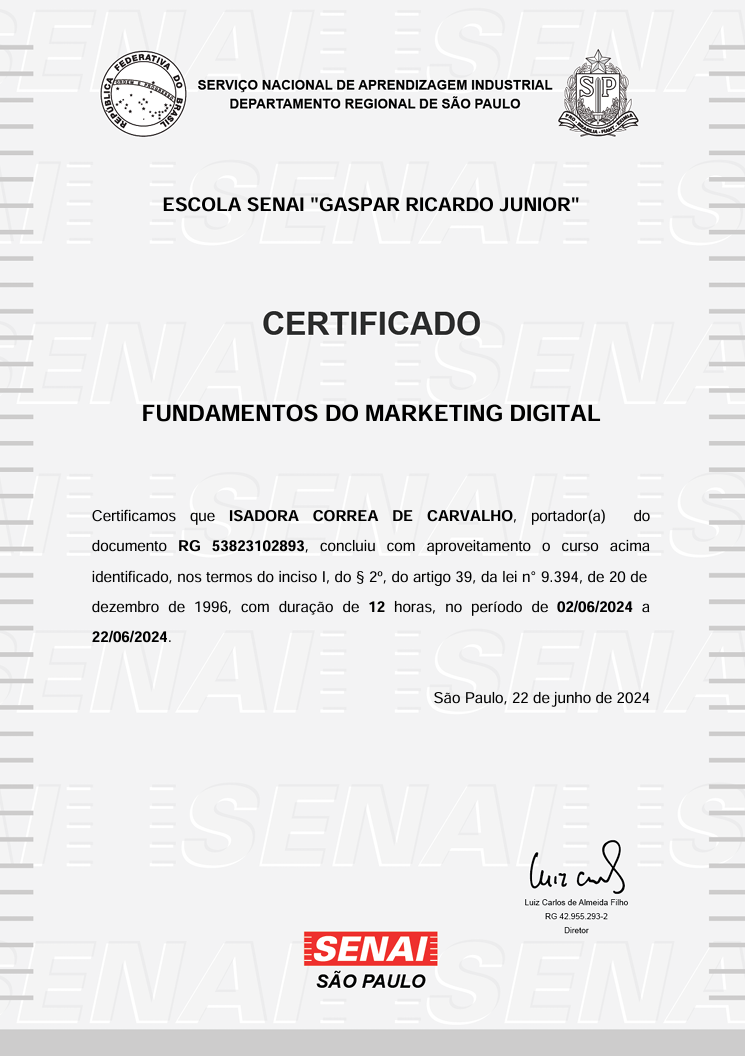 REPÚBLICA FEDERATIVA DO BRASIL
ORDEM E PROGRESSO
SERVIÇO NACIONAL DE APRENDIZAGEM INDUSTRIAL
DEPARTAMENTO REGIONAL DE SÃO PAULO
SP
ESCOLA SENAI "GASPAR RICARDO JUNIOR"
CERTIFICADO
FUNDAMENTOS DO MARKETING DIGITAL
Certificamos que ISADORA CORREA DE CARVALHO, portador(a) do
documento RG 53823102893, concluiu com aproveitamento o curso acima
identificado, nos termos do inciso I, do § 2º, do artigo 39, da lei n° 9.394, de 20 de
dezembro de 1996, com duração de 12 horas, no período de 02/06/2024 a
22/06/2024.
São Paulo, 22 de junho de 2024
Luiz Carlos de Almeida Filho
RG 42.955.293-2
Diretor
SENAI
SÃO PAULO